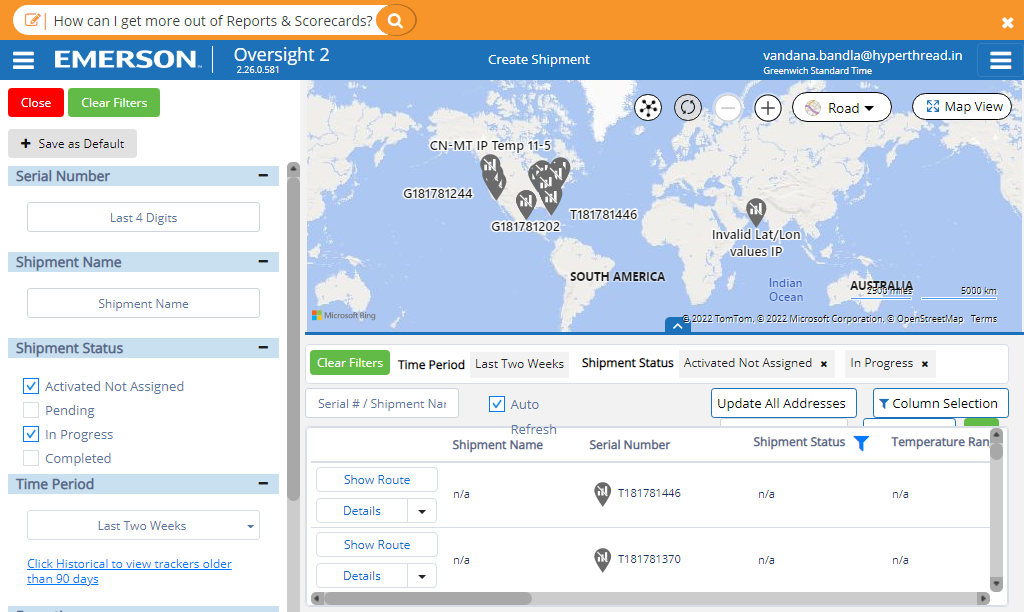 How can I get more out of Reports & Scorecards?
EMERSON
Oversight 2
2.26.0.581
Create Shipment
vandana.bandla@hyperthread.in
Greenwich Standard Time
Close
Clear Filters
+ Save as Default
Serial Number
Last 4 Digits
Shipment Name
Shipment Name
Shipment Status
Activated Not Assigned
Pending
In Progress
Completed
Time Period
Last Two Weeks
Click Historical to view trackers older
than 90 days
Road
Map View
CN-MT IP Temp 11-5
G181781244
G181781202
T181781446
Invalid Lat/Lon
values IP
SOUTH AMERICA
Indian
Ocean
AUSTRALIA
2500 miles
5000 km
Microsoft Bing
© 2022 TomTom, © 2022 Microsoft Corporation, © OpenStreetMap Terms
Clear Filters
Time Period
Last Two Weeks
Shipment Status
Activated Not Assigned ×
In Progress ×
Serial # / Shipment Nar
Auto
Refresh
Update All Addresses
Column Selection
Shipment Name
Serial Number
Shipment Status
Temperature Ran
Show Route
Details
n/a
T181781446
n/a
n/a
Show Route
Details
n/a
T181781370
n/a
n/a